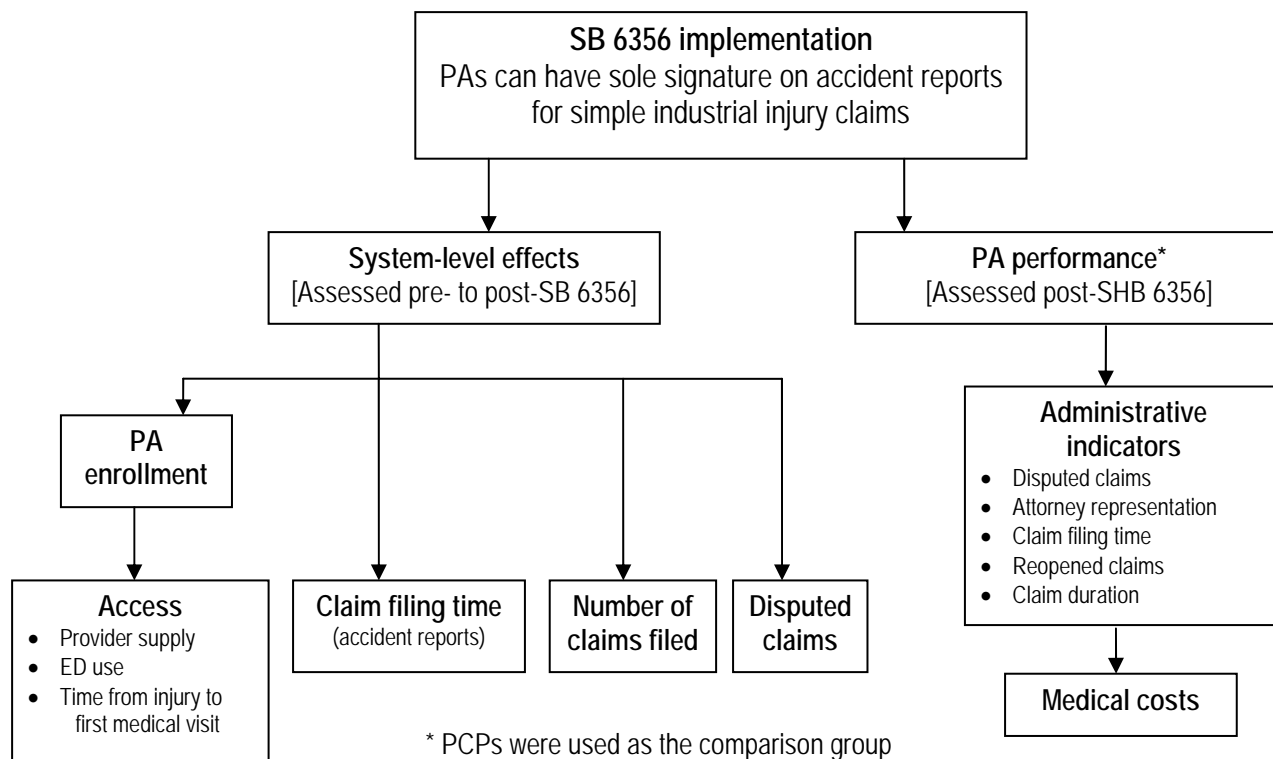 SB 6356 implementation
PAs can have sole signature on accident reports
for simple industrial injury claims
System-level effects
[Assessed pre- to post-SB 6356]
PA performance*
[Assessed post-SHB 6356]
PA
enrollment
Administrative
indicators
• Disputed claims
• Attorney representation
• Claim filing time
• Reopened claims
• Claim duration
Access
• Provider supply
• ED use
• Time from injury to
first medical visit
Claim filing time
(accident reports)
Number of
claims filed
Disputed
claims
Medical costs
* PCPs were used as the comparison group